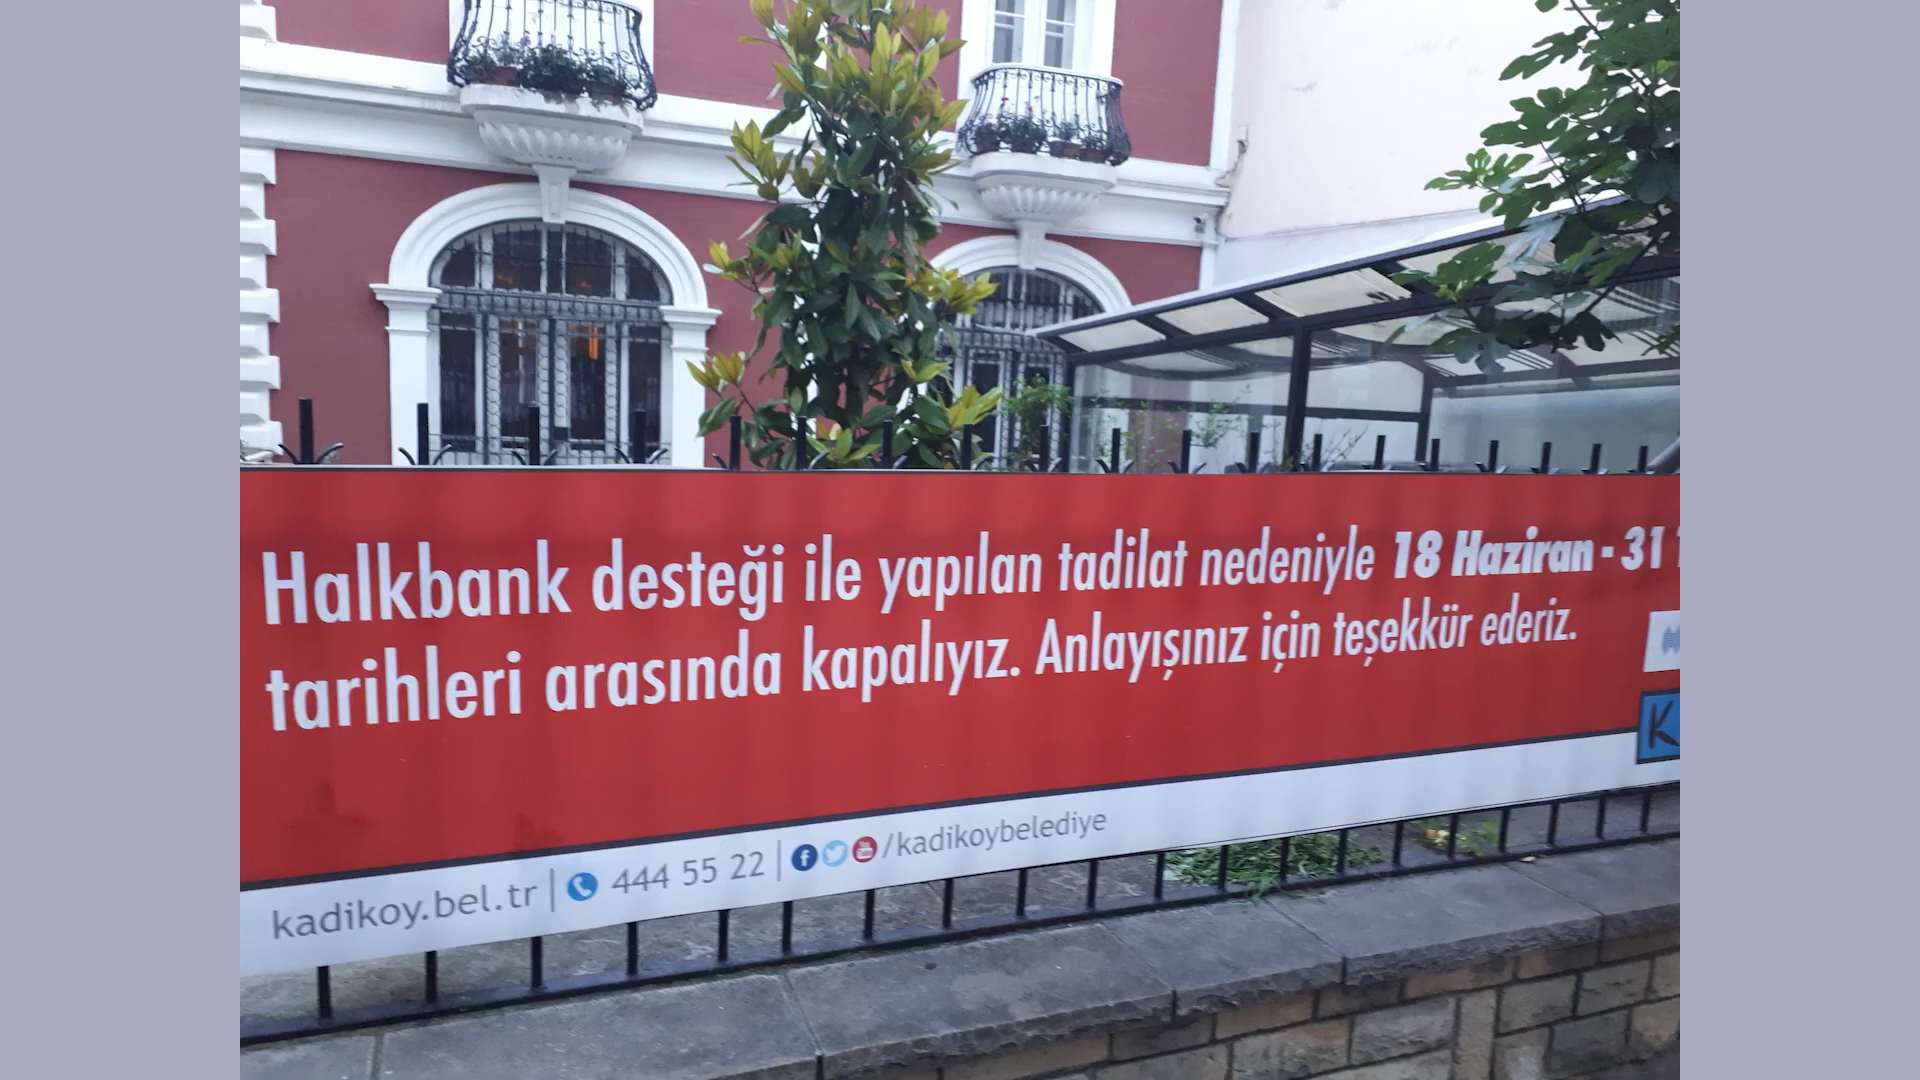 Halkbank desteği ile yapılan tadilat nedeniyle 18 Haziran - 31
tarihleri arasında kapalıyız. Anlayışınız için teşekkür ederiz.
K
kadikoy.bel.tr | 444 55 22 | /kadikoybelediye